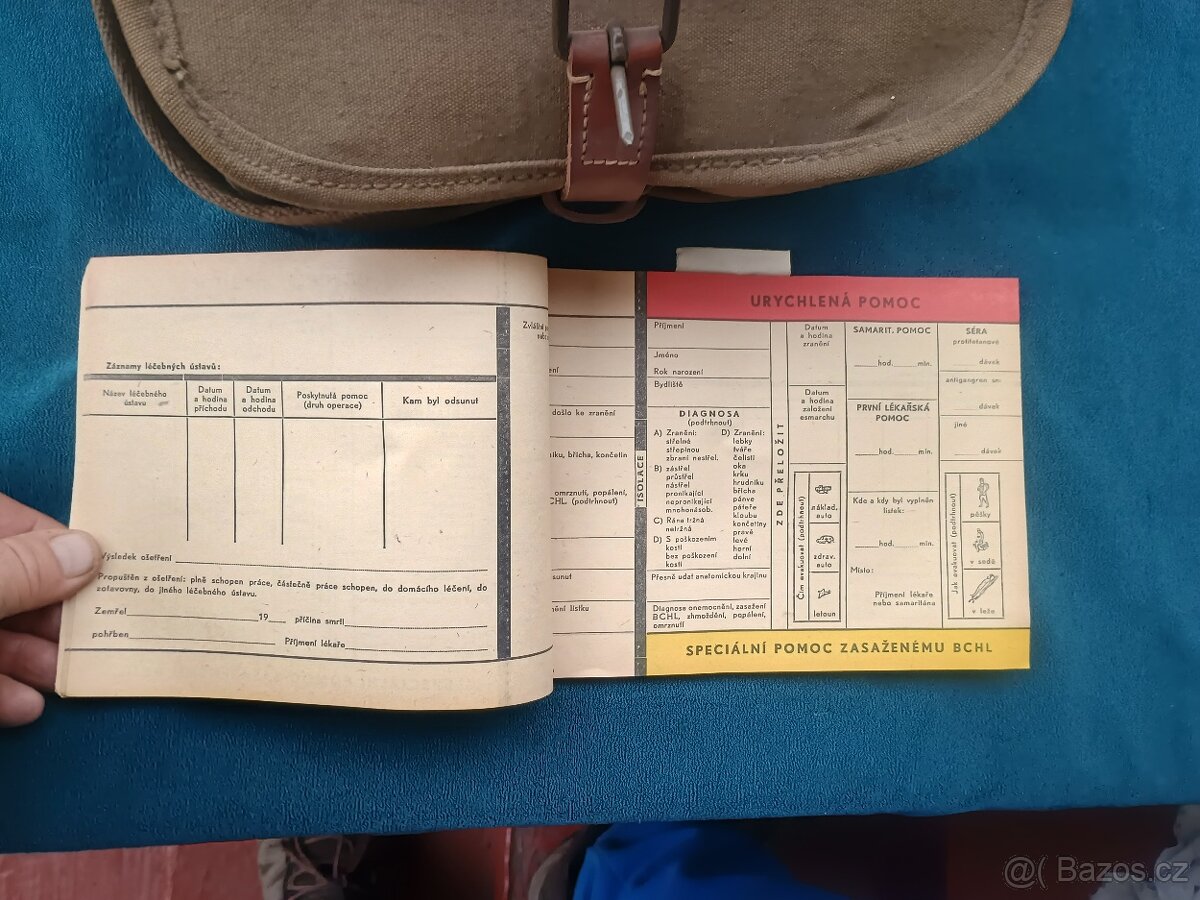 Záznamy léčebných ústavů:
Název léčebného
ústavu
Datum
a hodina
příchodu
Datum
a hodina
odchodu
Poskytnutá pomoc
(druh operace)
Kam byl odsunut
Výsledek ošetření
Propuštěn z ošetření: plně schopen práce, částečně práce schopen, do domácího léčení, do
zotavovny, do jiného léčebného ústavu.
Zemřel 19 příčina smrti
pohřben Příjmení lékaře
došlo ke zranění
břicha, končetin
omrznutí, popálení,
(podtrhnout)
lístku
ISOLACE
URYCHLENÁ POMOC
Příjmení
Jméno
Rok narození
Bydliště
DIAGNOSA
(podtrhnout)
A) Zranění:
střelné
střepinou
zbraní nestřel.
B) zástřel
průstřel
nástřel
pronikající
nepronikající
mnohonásob.
C) Rána tržná
netržná
D) S poškozením
kosti
bez poškození
kosti
D) Zranění:
lebky
tváře
čelisti
oka
krku
hrudníku
břicha
pánve
páteře
kloubu
končetiny
pravé
levé
horní
dolní
Přesně udat anatomickou krajinu
Diagnose onemocnění, zasažení
BCHL, zhmoždění, popálení,
omrznutí
ZDE PŘELOŽIT
Datum
a hodina
zranění
Datum
a hodina
založení
esmarchu
Čím evakuovat (podtrhnout)
náklad.
auto
zdrav.
auto
letoun
SAMARIT. POMOC
hod. min.
PRVNÍ LÉKAŘSKÁ
POMOC
hod. min.
Kdo a kdy byl vyplněn
lístek:
hod. min.
Místo:
Příjmení lékaře
nebo samaritána
SÉRA
protitetanové
dávek
antigangren sn:
dávek
jiné
dávek
Jak evakuovat (podtrhnout)
pěšky
v sedě
v leže
SPECIÁLNÍ POMOC ZASAŽENÉMU BCHL
@( Bazos.cz